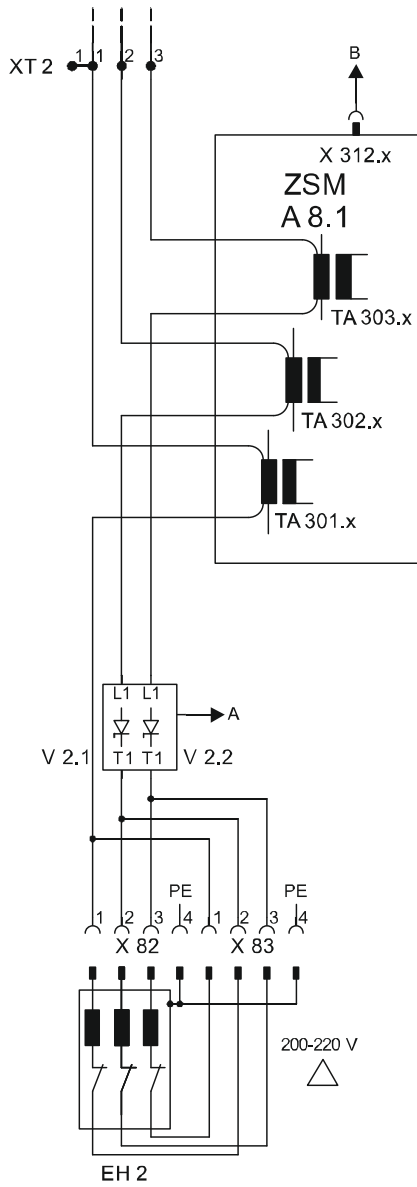 B
XT 2
1 1 2 3
X 312.x
ZSM
A 8.1
TA 303.x
TA 302.x
TA 301.x
L1 L1
A
V 2.1 T1 T1 V 2.2
PE PE
1 2 3 4 1 2 3 4
X 82 X 83
200-220 V
EH 2